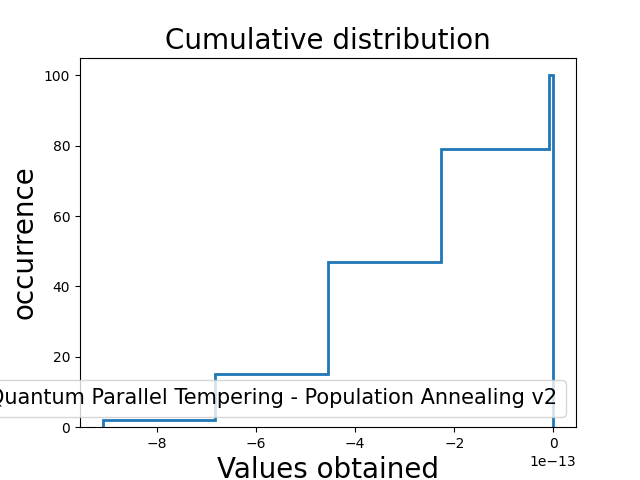 Cumulative distribution
100
80
60
40
20
0
occurrence
Quantum Parallel Tempering - Population Annealing v2
−8 −6 −4 −2 0
1e−13
Values obtained